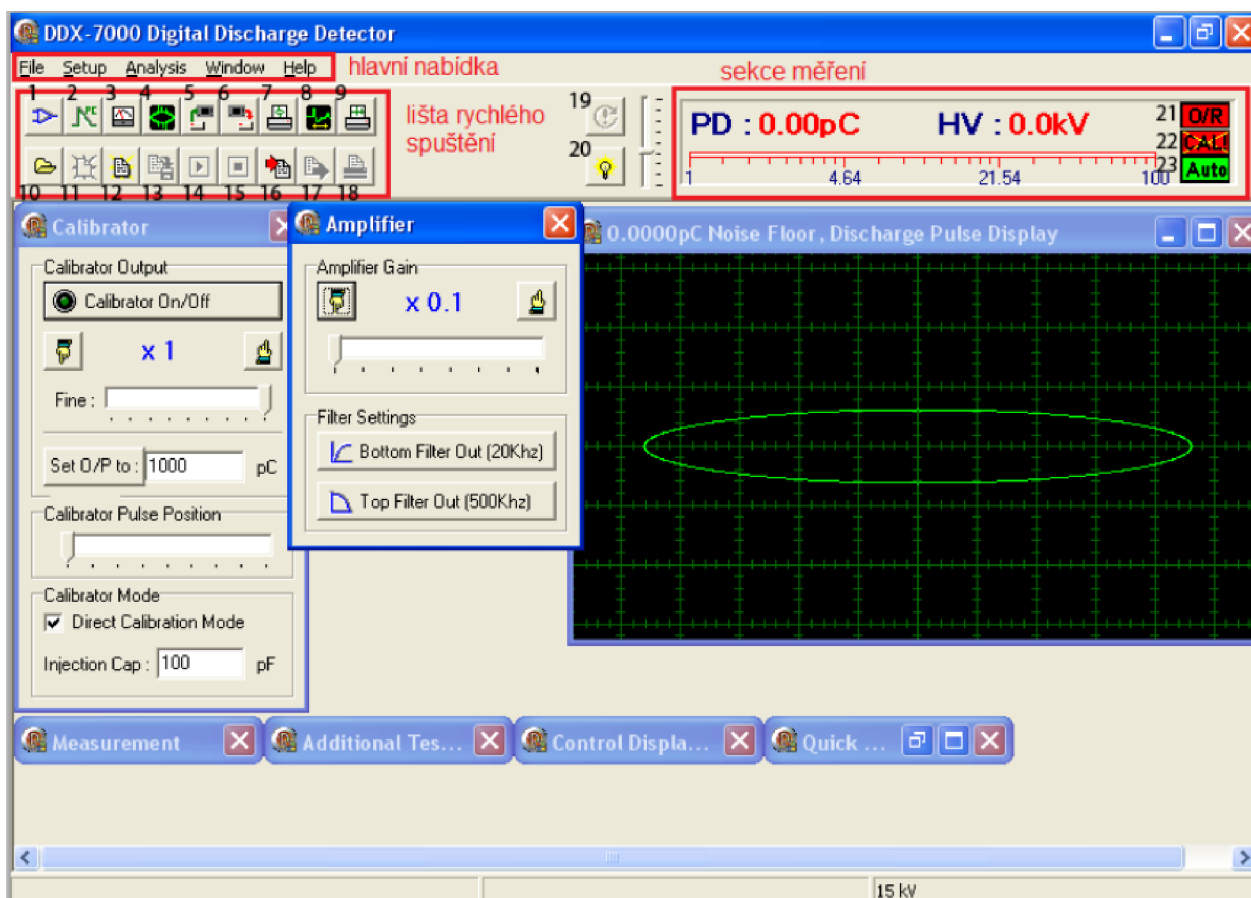 DDX-7000 Digital Discharge Detector
File Setup Analysis Window Help
hlavní nabídka
sekce měření
1 2 3 4 5 6 7 8 9
lišta rychlého
spuštění
10 11 12 13 14 15 16 17 18
19
20
PD : 0.00pC HV : 0.0kV
1 4.64 21.54 100
21 O/R
22 CAL!
23 Auto
Calibrator
Calibrator Output
Calibrator On/Off
x 1
Fine :
Set O/P to : 1000 pC
Calibrator Pulse Position
Calibrator Mode
Direct Calibration Mode
Injection Cap : 100 pF
Amplifier
Amplifier Gain
x 0.1
Filter Settings
Bottom Filter Out (20Khz)
Top Filter Out (500Khz)
0.0000pC Noise Floor, Discharge Pulse Display
Measurement
Additional Tes...
Control Displa...
Quick ...
15 kV